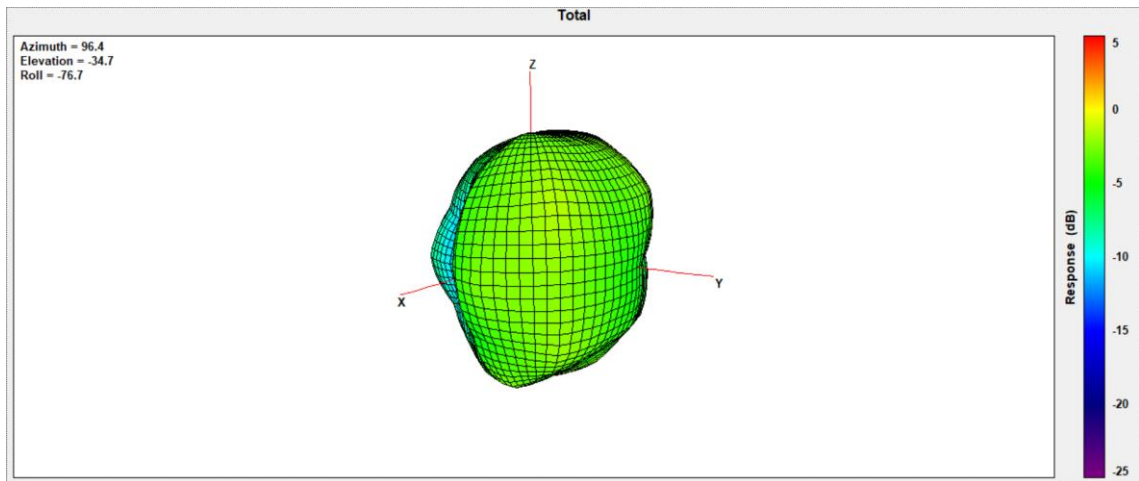 Total
Azimuth = 96.4
Elevation = -34.7
Roll = -76.7
Z
X
Y
5
0
-5
-10
-15
-20
-25
Response (dB)